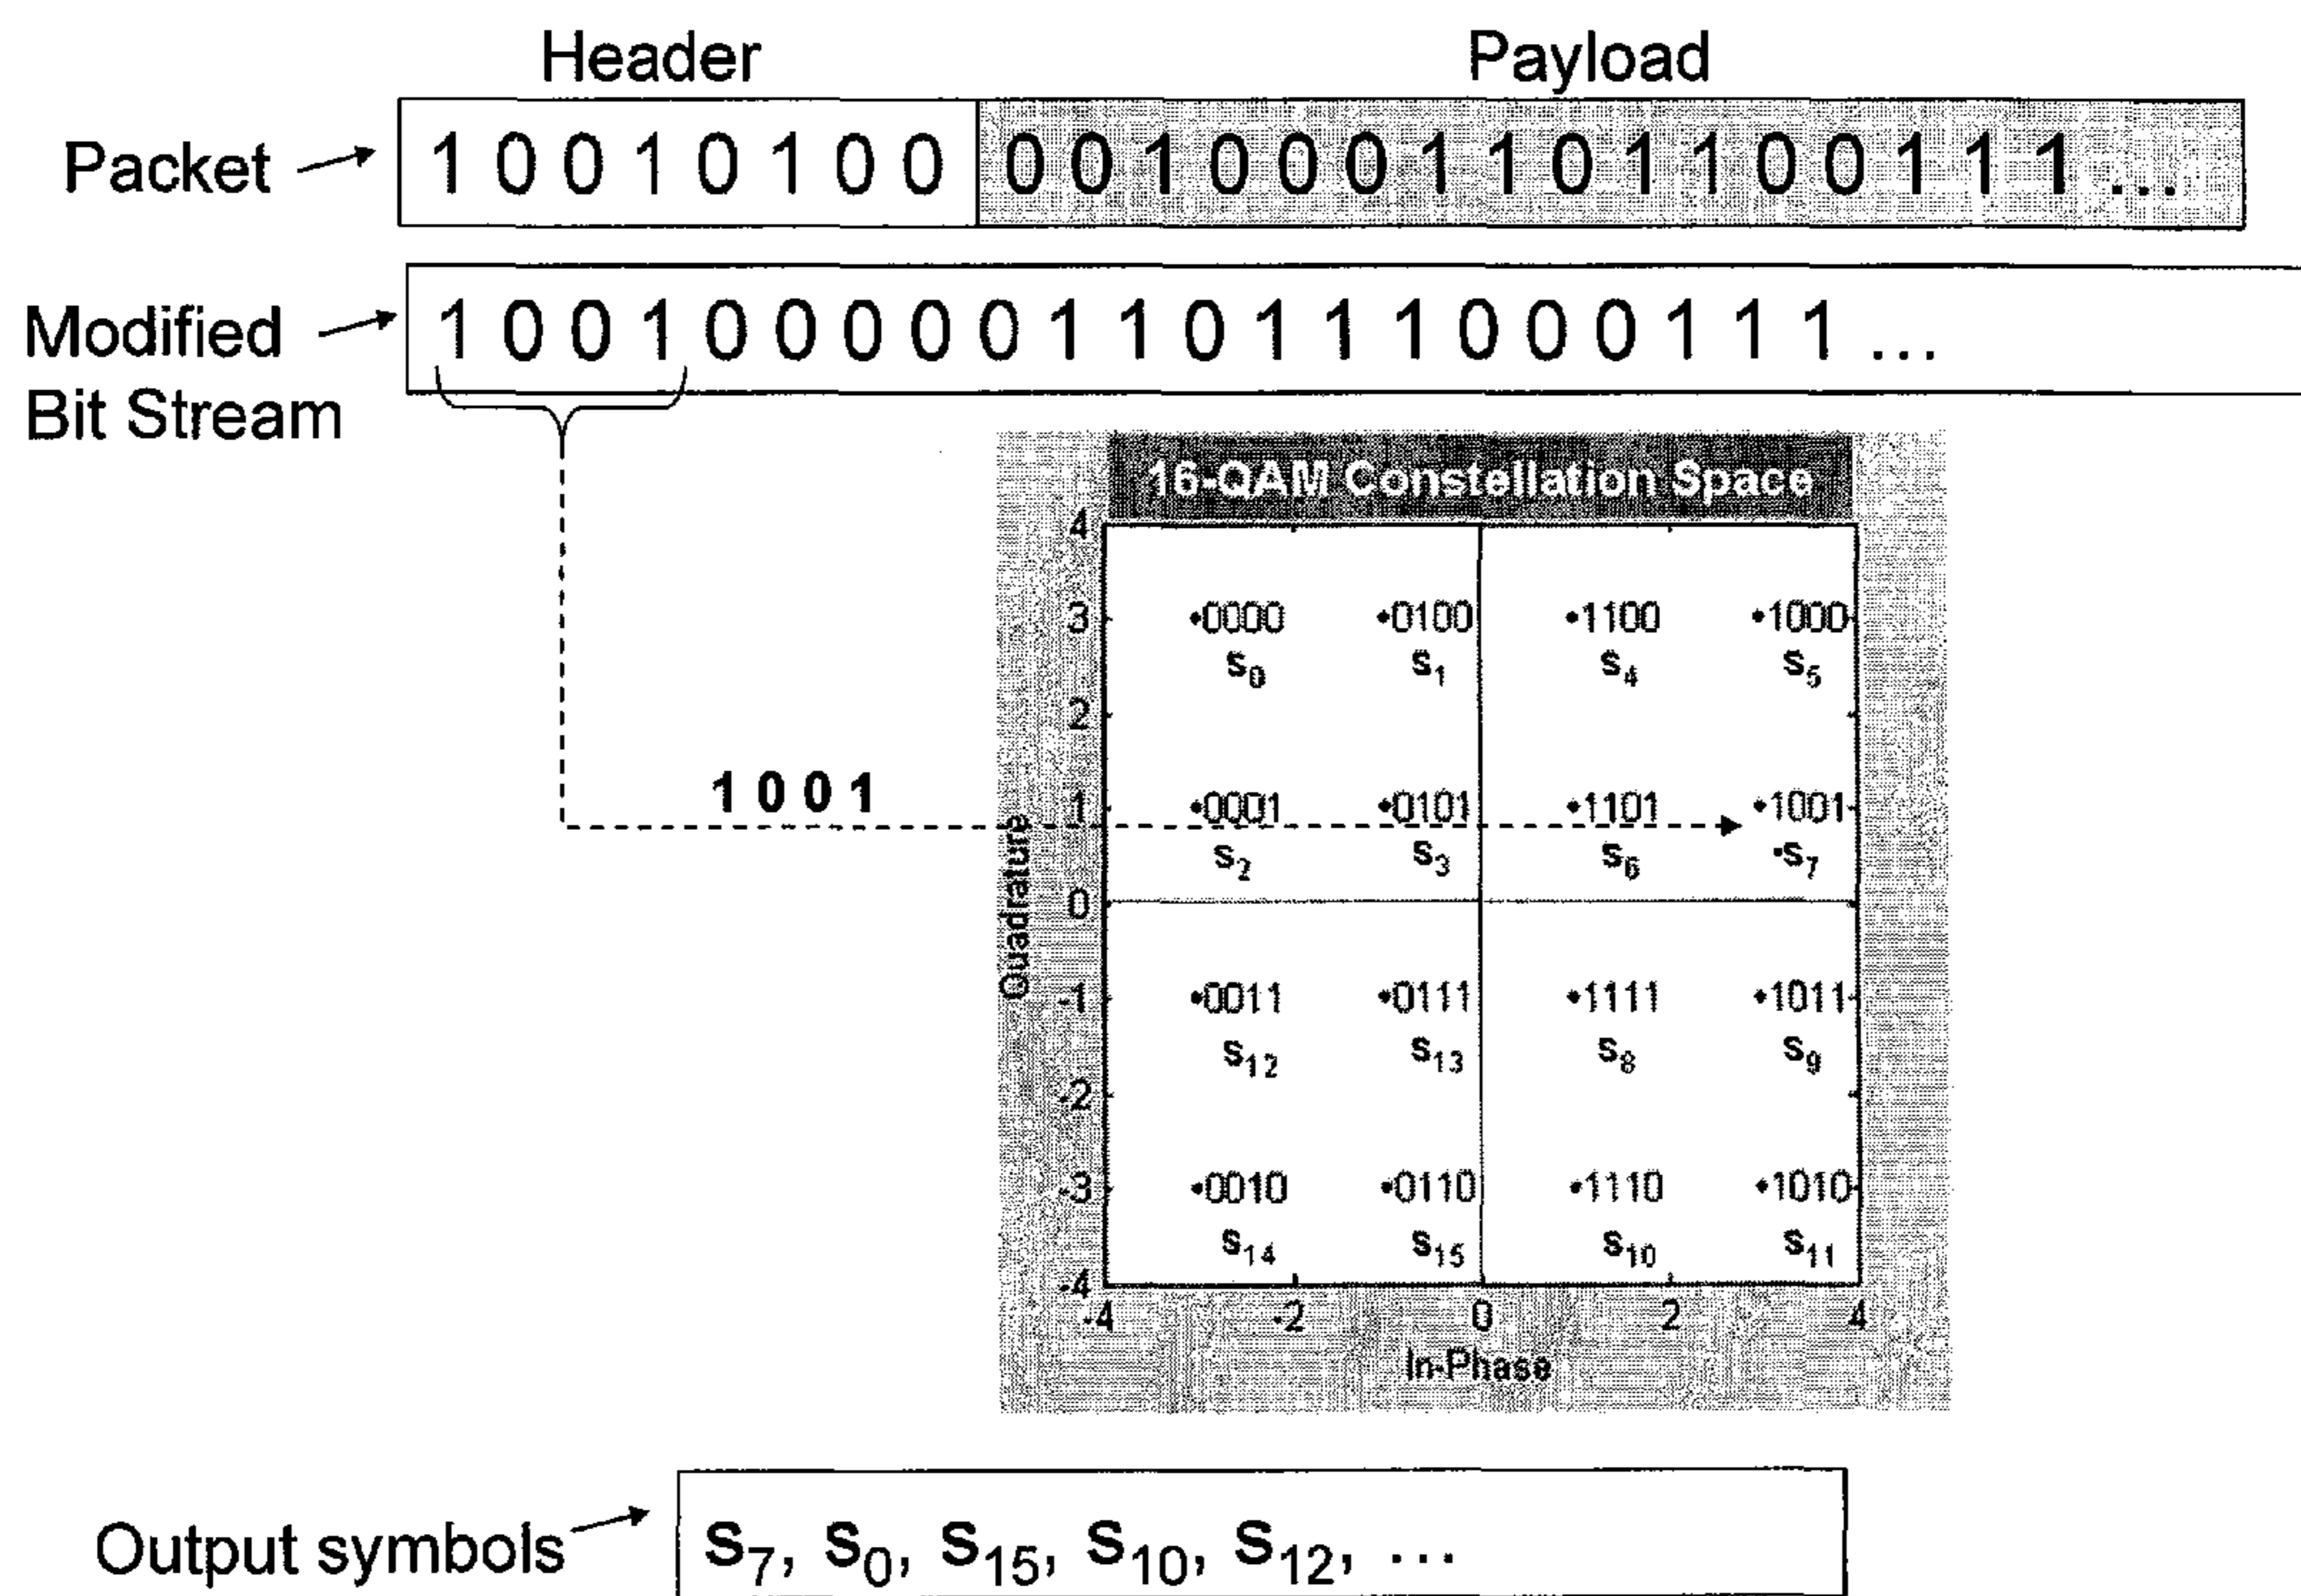 Header Payload
Packet 1 0 0 1 0 1 0 0 0 0 1 0 0 0 1 1 0 1 1 0 0 1 1 1 ...
Modified Bit Stream 1 0 0 1 0 0 0 0 0 1 1 0 1 1 1 0 0 0 1 1 1 ...
16-QAM Constellation Space
4
3 •0000 •0100 •1100 •1000
S0 S1 S4 S5
2
1 0 0 1
1 •0001 •0101 •1101 •1001
S2 S3 S6 •S7
0
Quadrature
-1 •0011 •0111 •1111 •1011
S12 S13 S8 S9
-2
-3 •0010 •0110 •1110 •1010
S14 S15 S10 S11
-4
-4 -2 0 2 4
In-Phase
Output symbols S7, S0, S15, S10, S12, ...